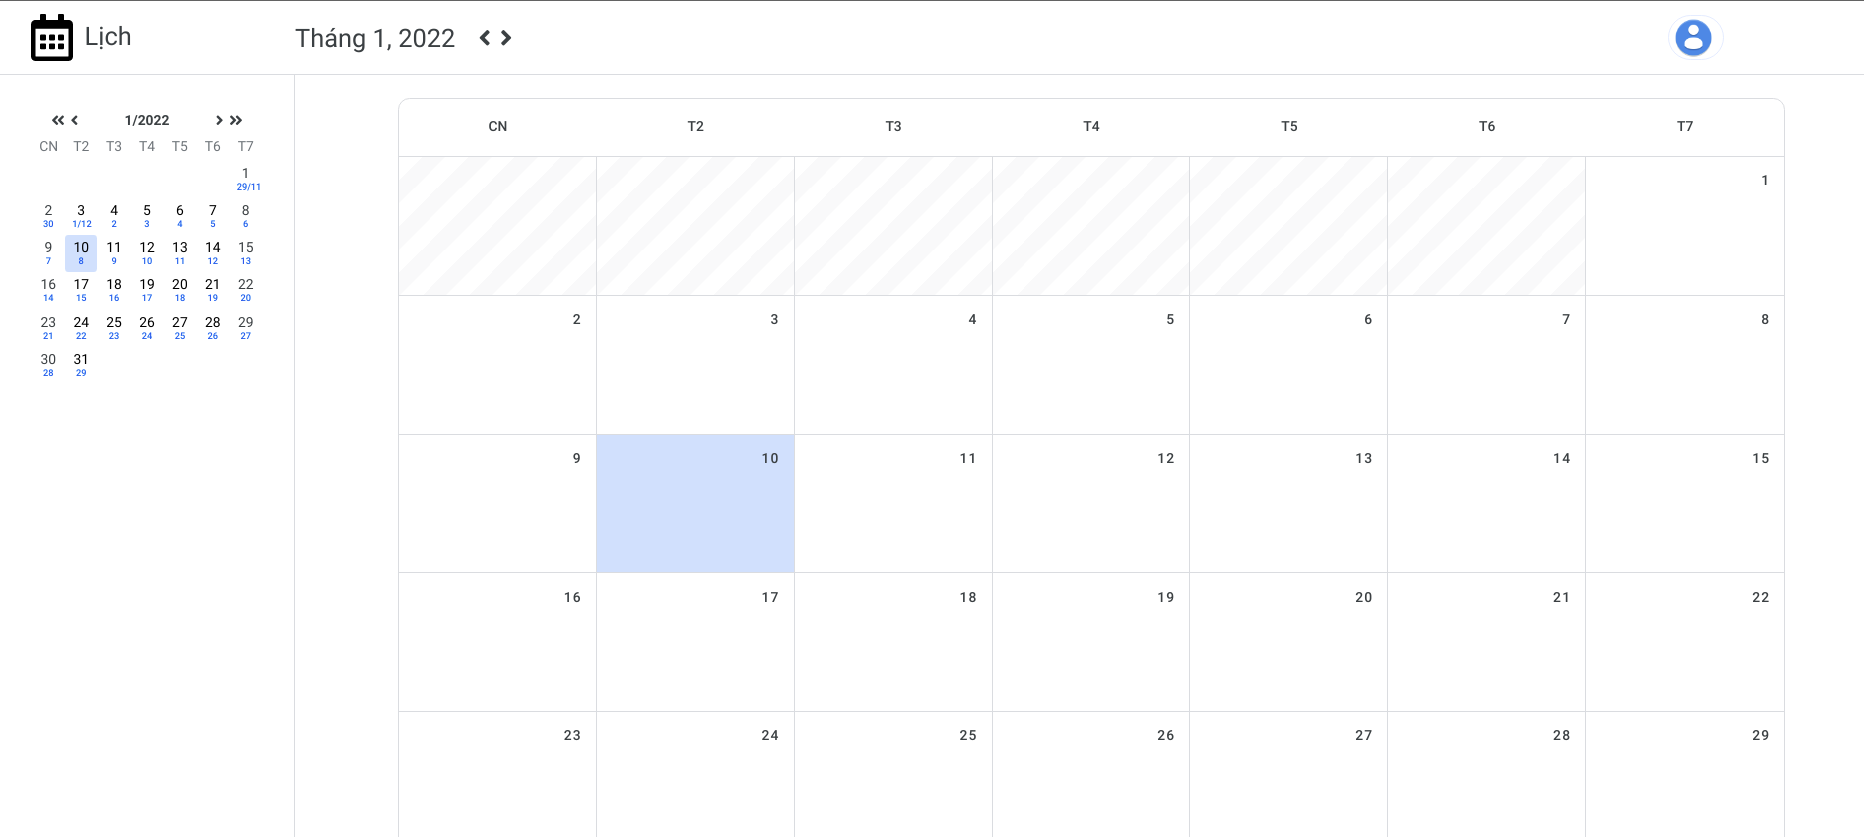 Lịch
Tháng 1, 2022
1/2022
CN T2 T3 T4 T5 T6 T7
1
29/11
2 3 4 5 6 7 8
30 1/12 2 3 4 5 6
9 10 11 12 13 14 15
7 8 9 10 11 12 13
16 17 18 19 20 21 22
14 15 16 17 18 19 20
23 24 25 26 27 28 29
21 22 23 24 25 26 27
30 31
28 29
CN T2 T3 T4 T5 T6 T7
1
2 3 4 5 6 7 8
9 10 11 12 13 14 15
16 17 18 19 20 21 22
23 24 25 26 27 28 29